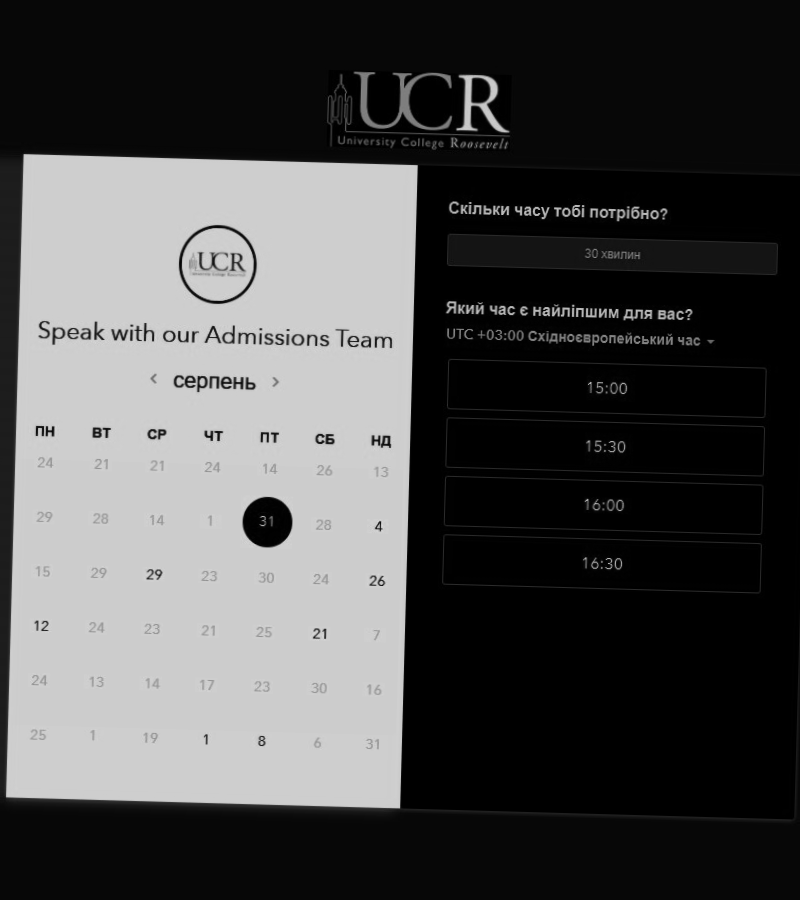 UCR
University College Roosevelt
UCR
University College Roosevelt
Speak with our Admissions Team
серпень
ПН ВТ СР ЧТ ПТ СБ НД
24 21 21 24 14 26 13
29 28 14 1 31 28 4
15 29 29 23 30 24 26
12 24 23 21 25 21 7
24 13 14 17 23 30 16
25 1 19 1 8 6 31
Скільки часу тобі потрібно?
30 хвилин
Який час є найліпшим для вас?
UTC +03:00 Східноєвропейський час
15:00
15:30
16:00
16:30